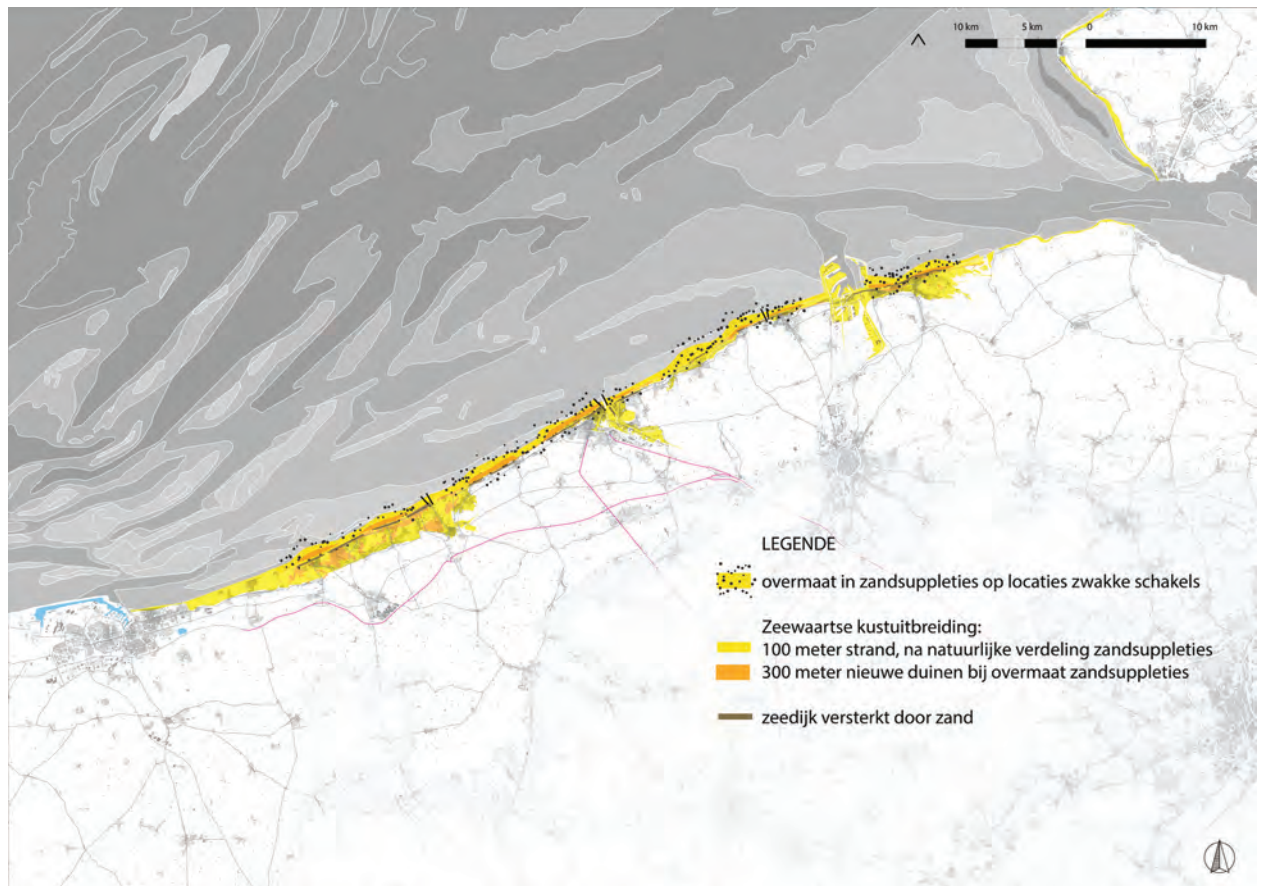 10 km 5 km 0 10 km
LEGENDE
overmaat in zandsuppleties op locaties zwakke schakels
Zeewaartse kustuitbreiding:
100 meter strand, na natuurlijke verdeling zandsuppleties
300 meter nieuwe duinen bij overmaat zandsuppleties
zeedijk versterkt door zand